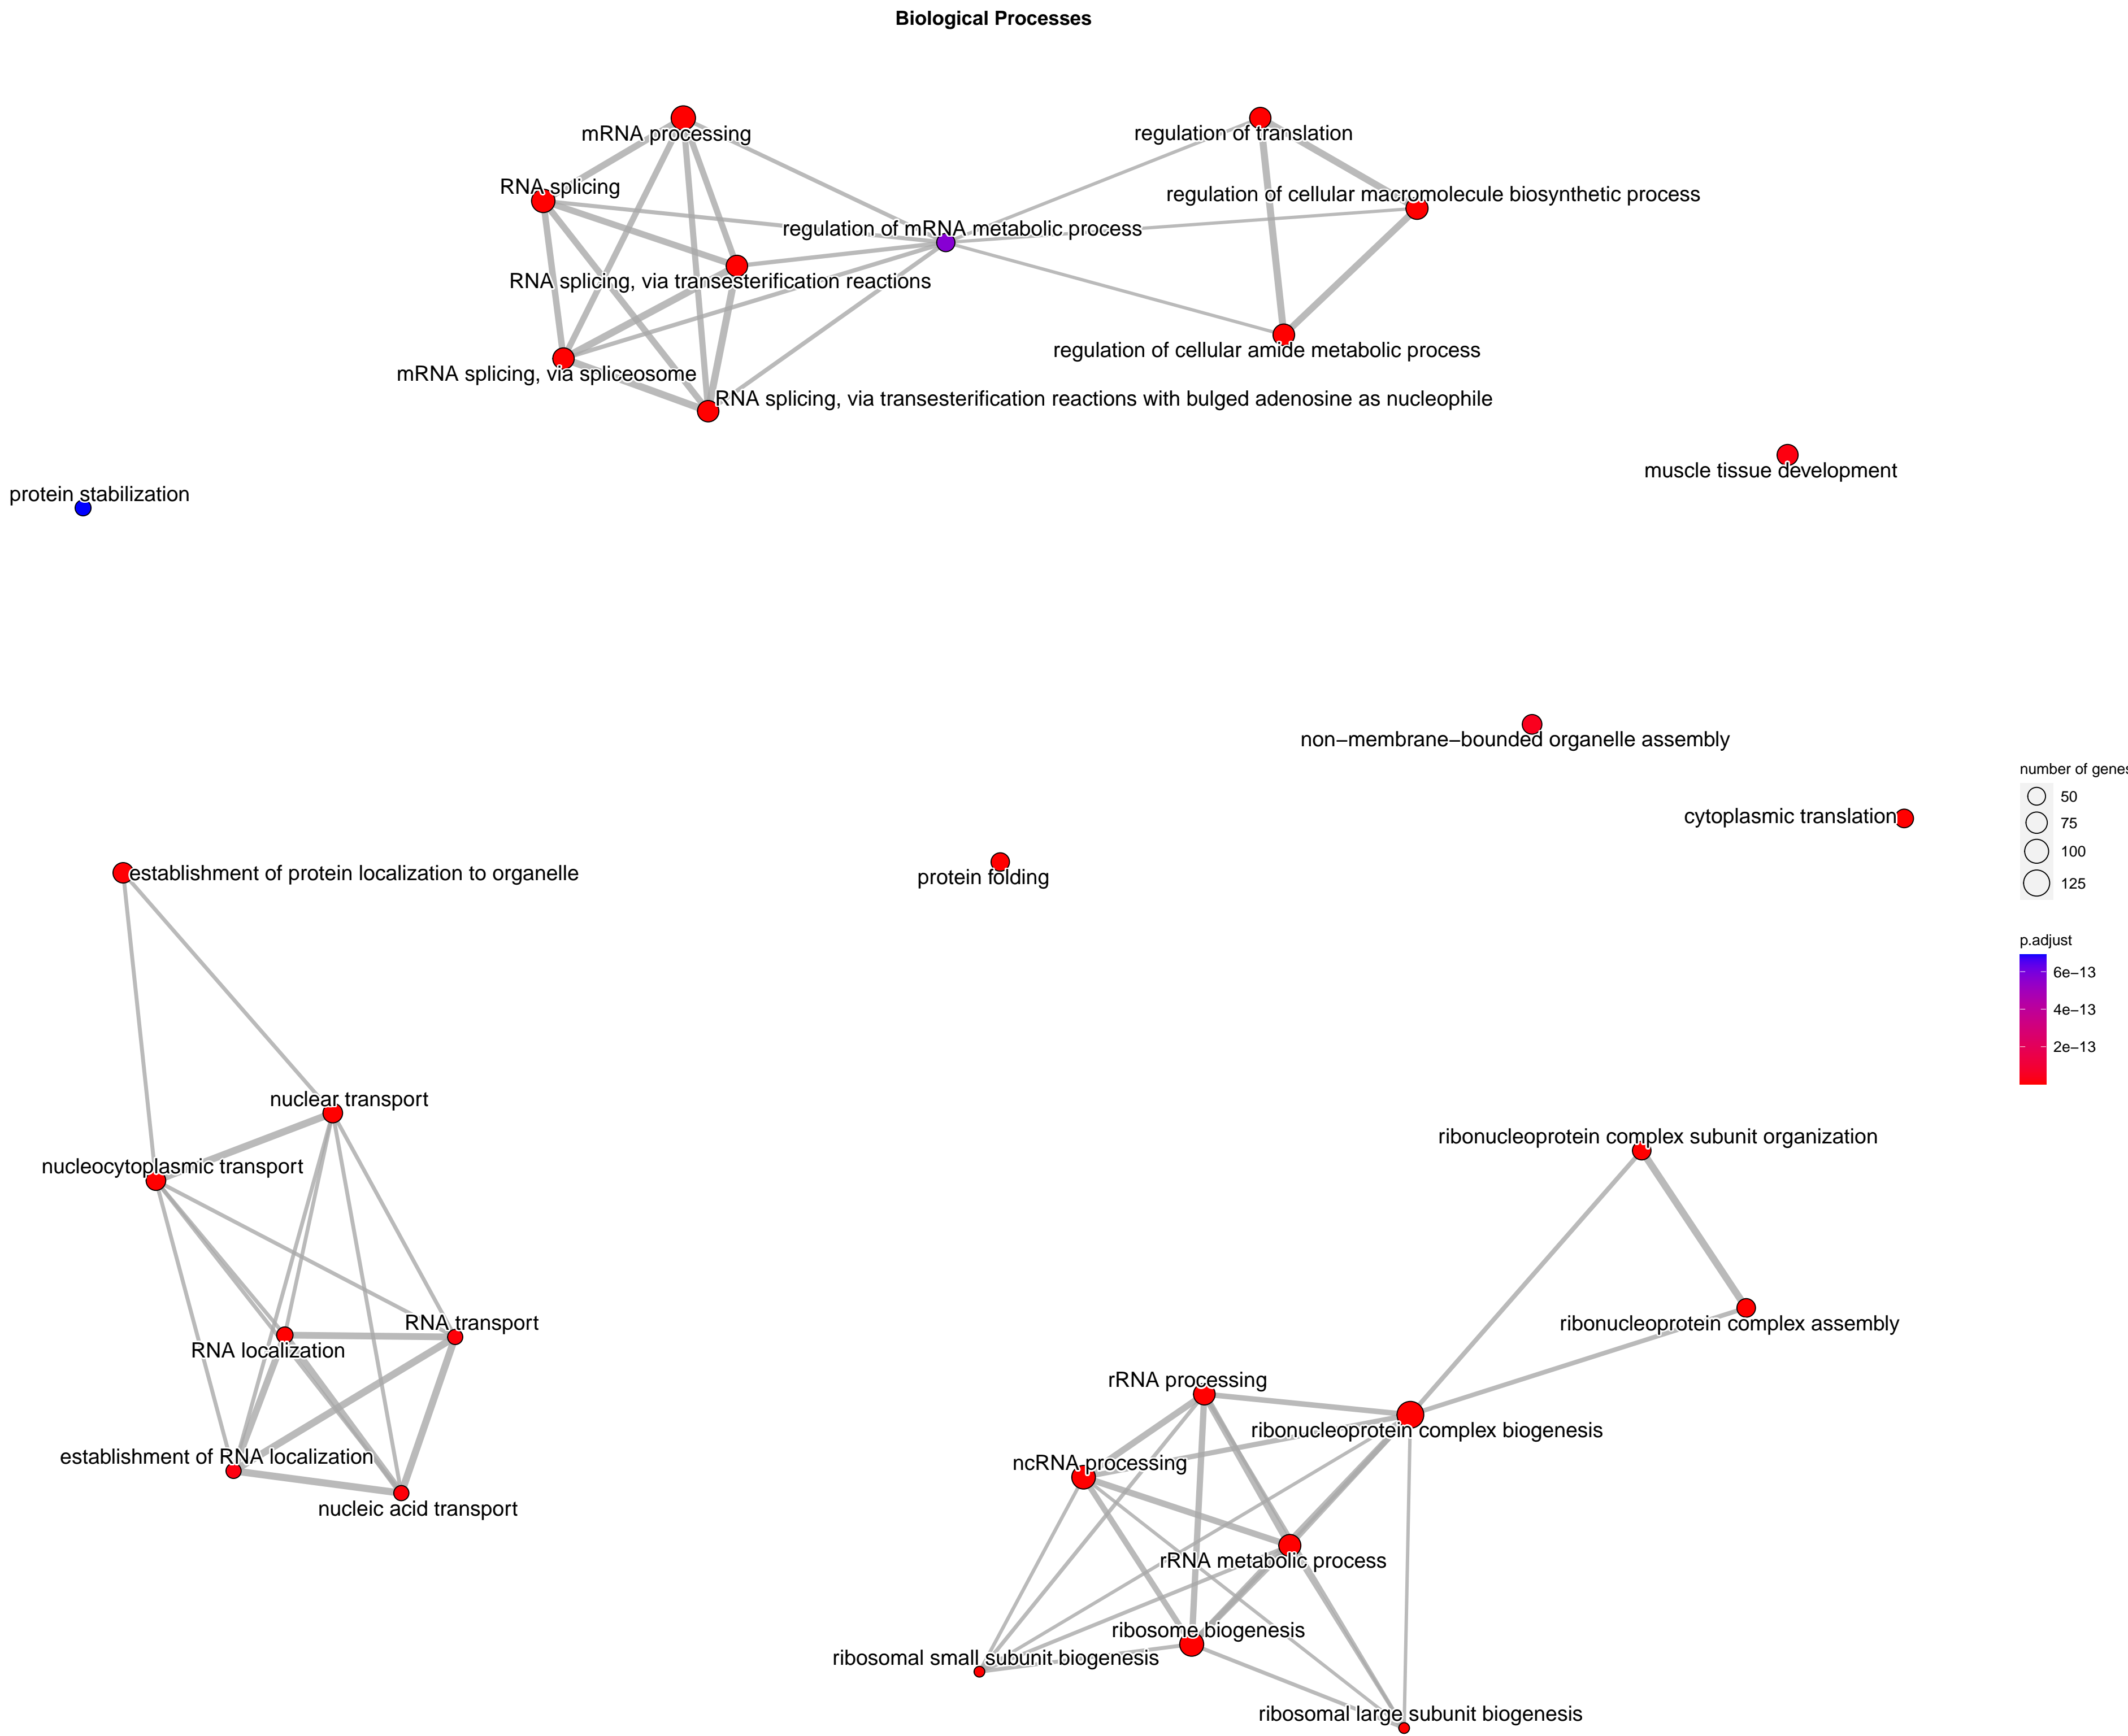 Biological Processes
mRNA processing
regulation of translation
RNA splicing
regulation of cellular macromolecule biosynthetic process
regulation of mRNA metabolic process
RNA splicing, via transesterification reactions
regulation of cellular amide metabolic process
mRNA splicing, via spliceosome
RNA splicing, via transesterification reactions with bulged adenosine as nucleophile
muscle tissue development
protein stabilization
non−membrane−bounded organelle assembly
cytoplasmic translation
establishment of protein localization to organelle
protein folding
number of genes
50
75
100
125
p.adjust
6e−13
4e−13
2e−13
nuclear transport
nucleocytoplasmic transport
RNA transport
RNA localization
establishment of RNA localization
nucleic acid transport
ribonucleoprotein complex subunit organization
ribonucleoprotein complex assembly
rRNA processing
ribonucleoprotein complex biogenesis
ncRNA processing
rRNA metabolic process
ribosome biogenesis
ribosomal small subunit biogenesis
ribosomal large subunit biogenesis